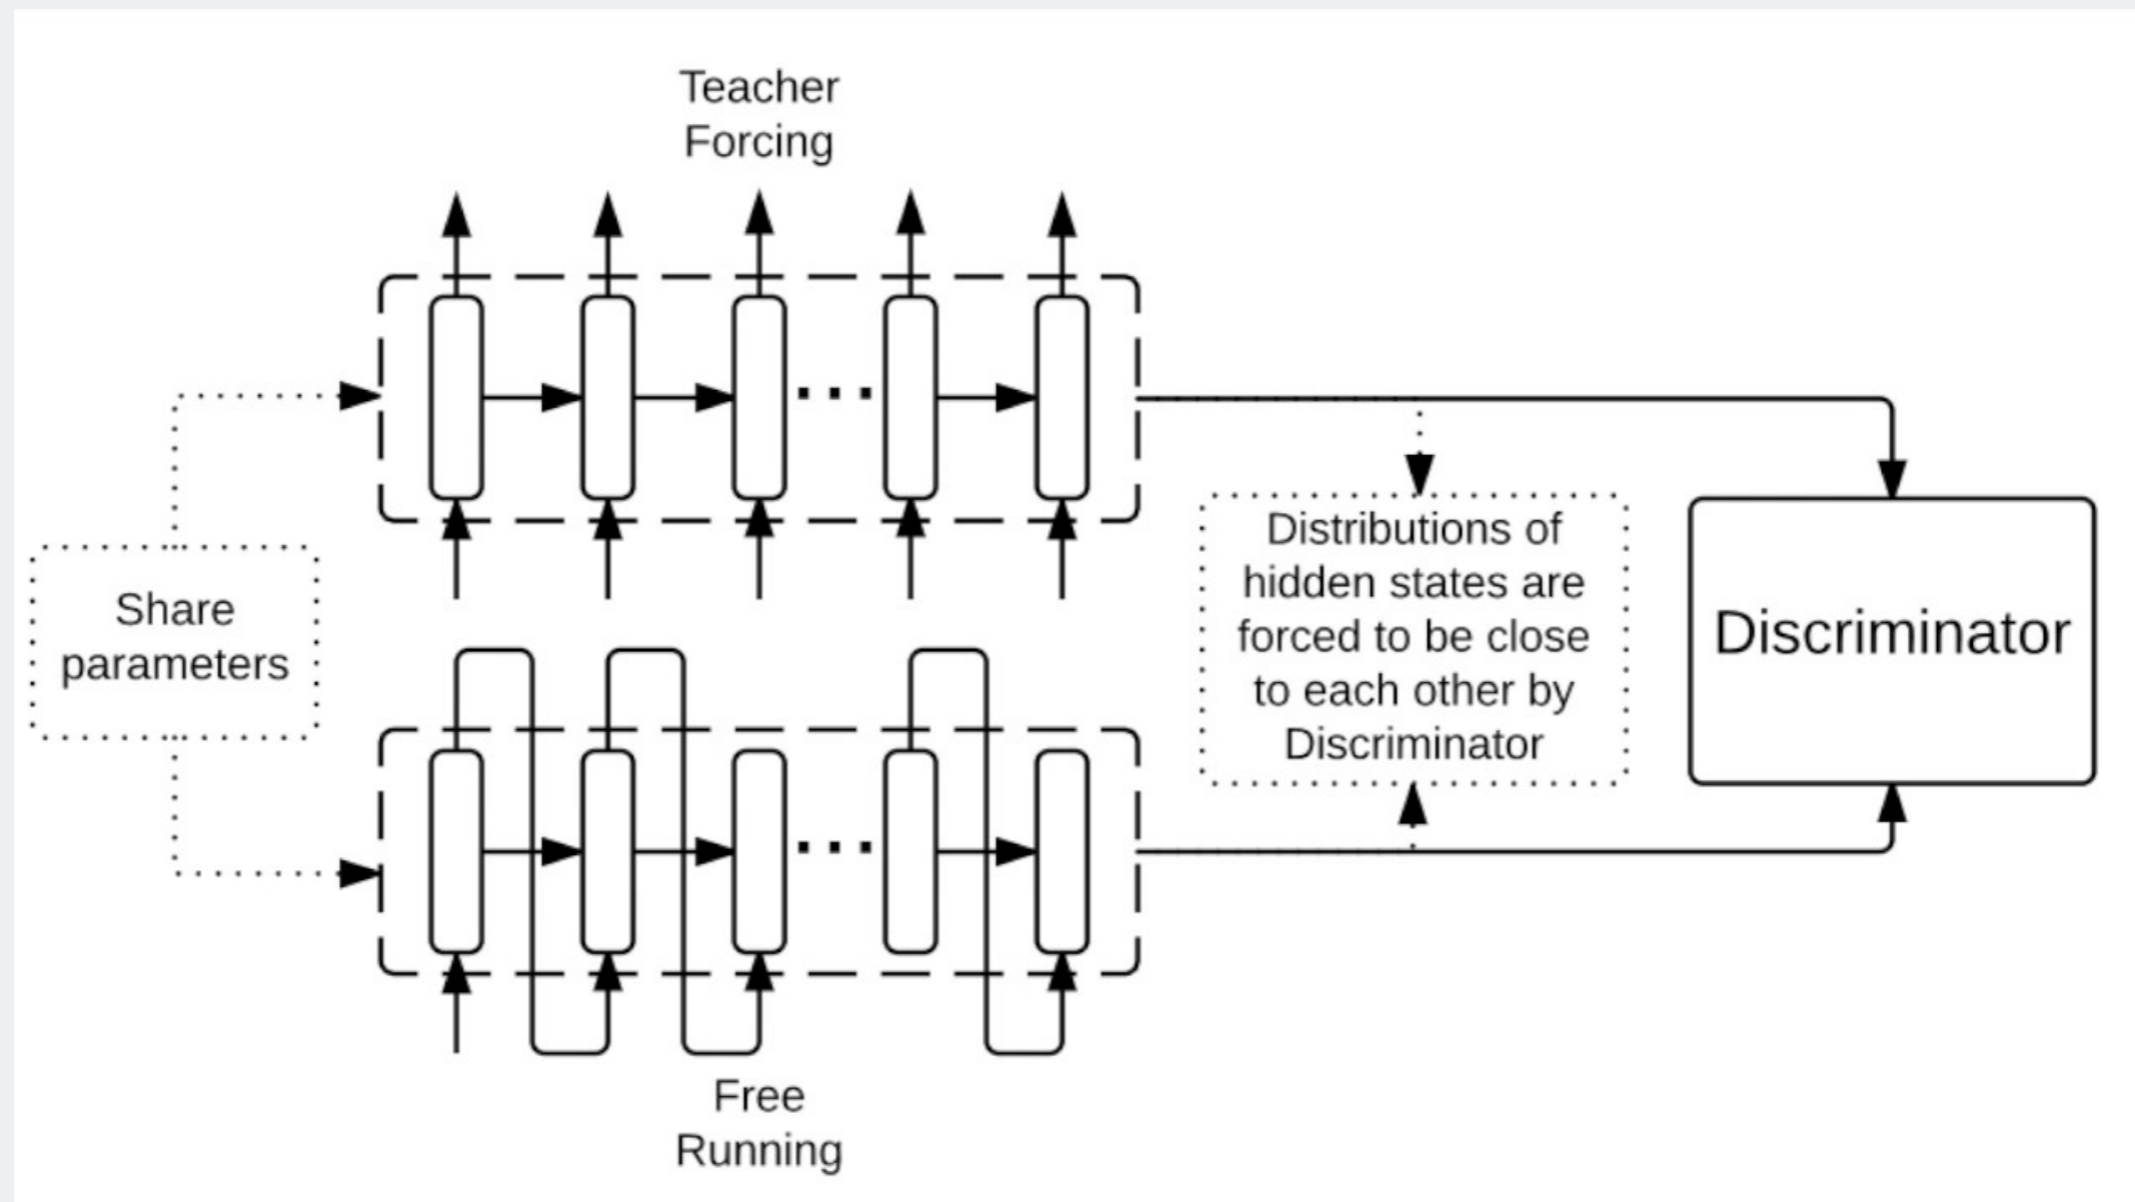 Teacher
Forcing
Share
parameters
Distributions of
hidden states are
forced to be close
to each other by
Discriminator
Discriminator
Free
Running